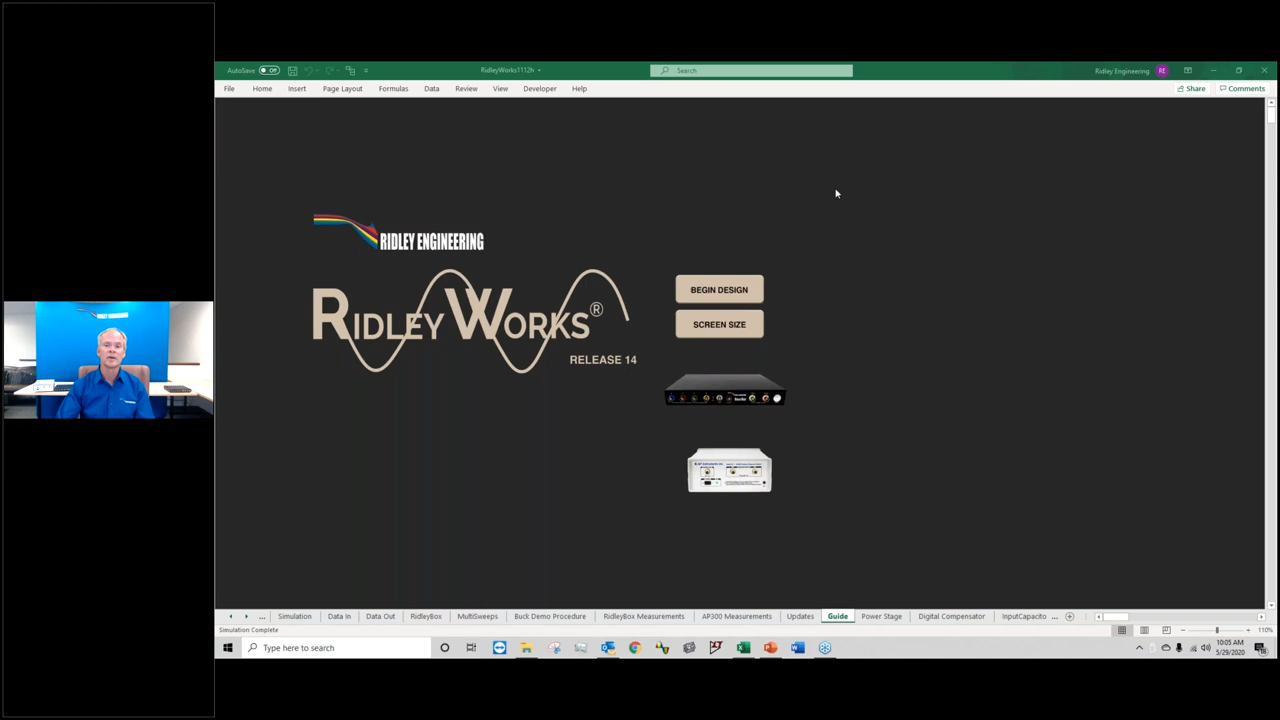 AutoSave Off
RidleyWorks1112h
Search
Ridley Engineering RE
File Home Insert Page Layout Formulas Data Review View Developer Help
Share Comments
RIDLEY ENGINEERING
RIDLEYWORKS®
RELEASE 14
BEGIN DESIGN
SCREEN SIZE
... Simulation Data In Data Out RidleyBox MultiSweeps Buck Demo Procedure RidleyBox Measurements AP300 Measurements Updates Guide Power Stage Digital Compensator InputCapacito ...
Simulation Complete
110%
Type here to search
10:05 AM
5/29/2020
RIDLEY ENGINEERING